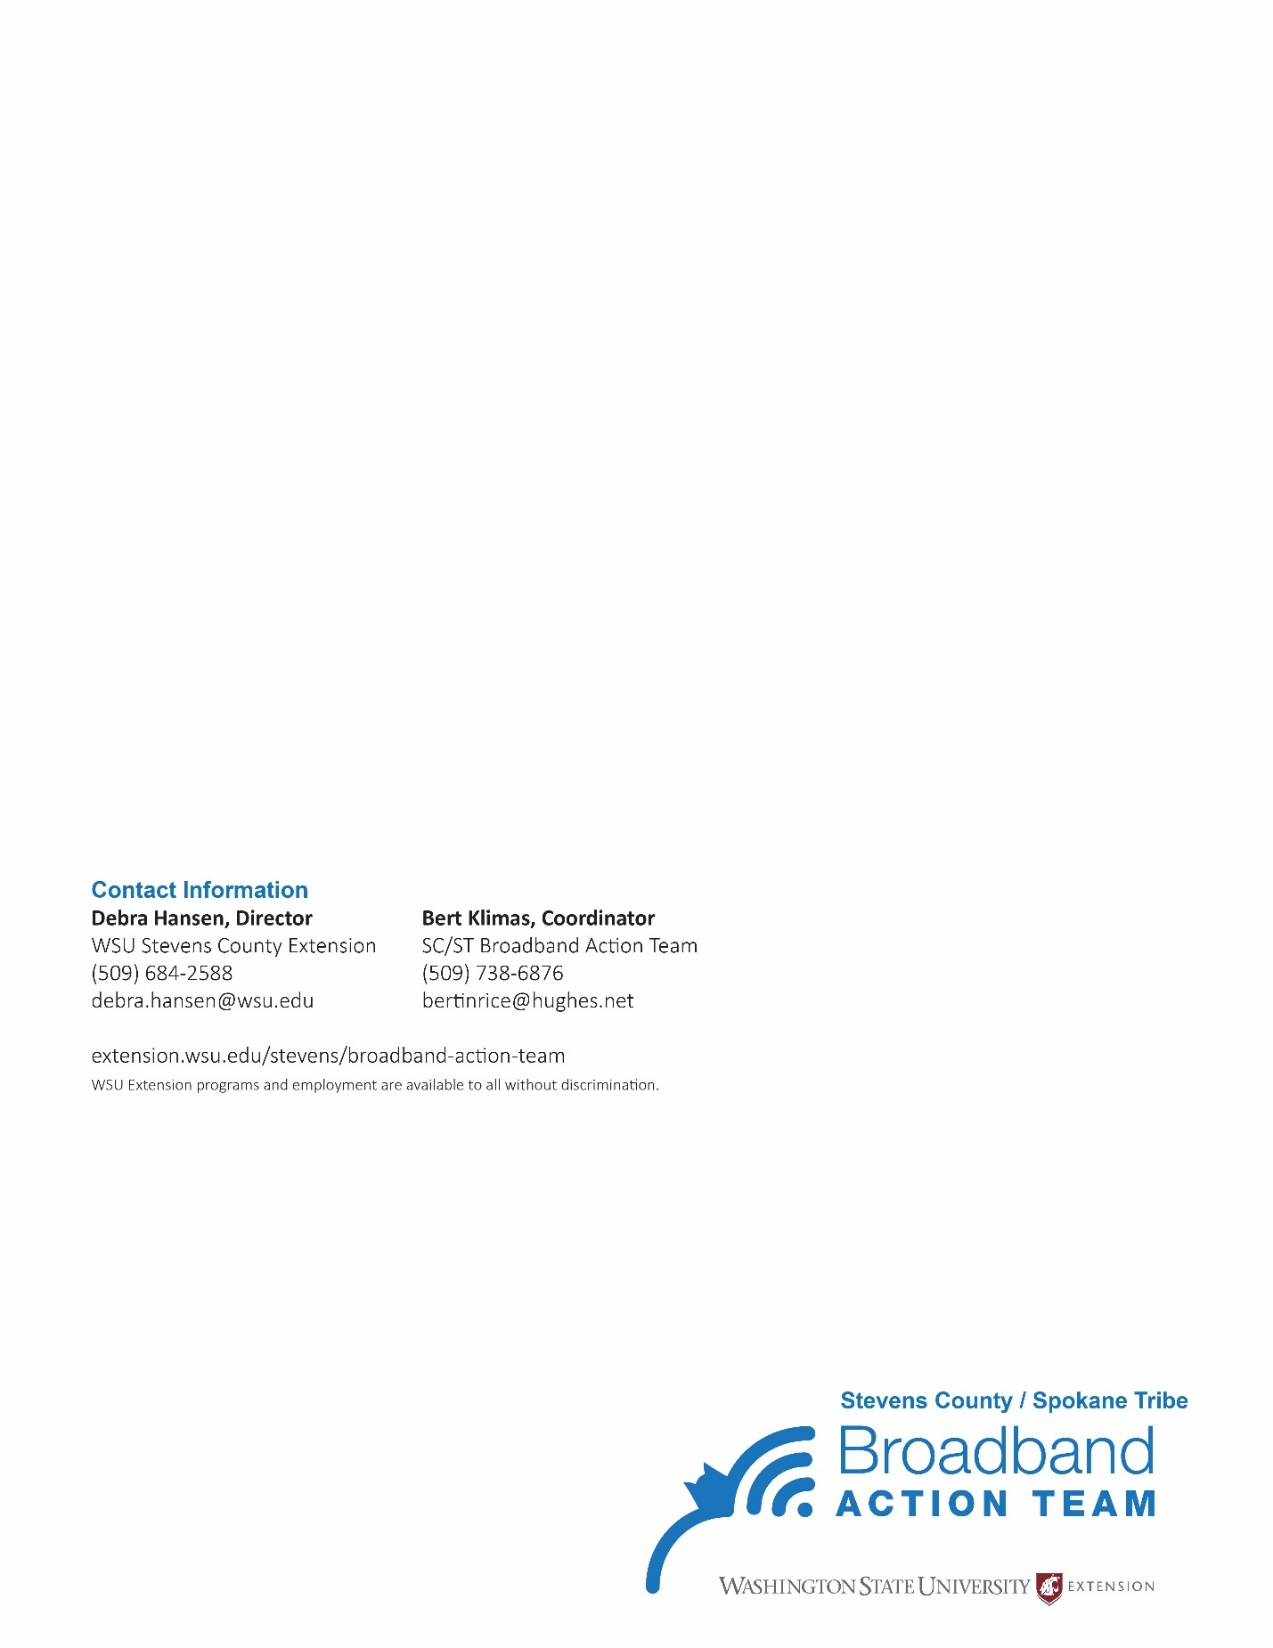 Contact Information
Debra Hansen, Director
WSU Stevens County Extension
(509) 684-2588
debra.hansen@wsu.edu
Bert Klimas, Coordinator
SC/ST Broadband Action Team
(509) 738-6876
bertinrice@hughes.net
extension.wsu.edu/stevens/broadband-action-team
WSU Extension programs and employment are available to all without discrimination.
Stevens County / Spokane Tribe
Broadband
ACTION TEAM
WASHINGTON STATE UNIVERSITY EXTENSION